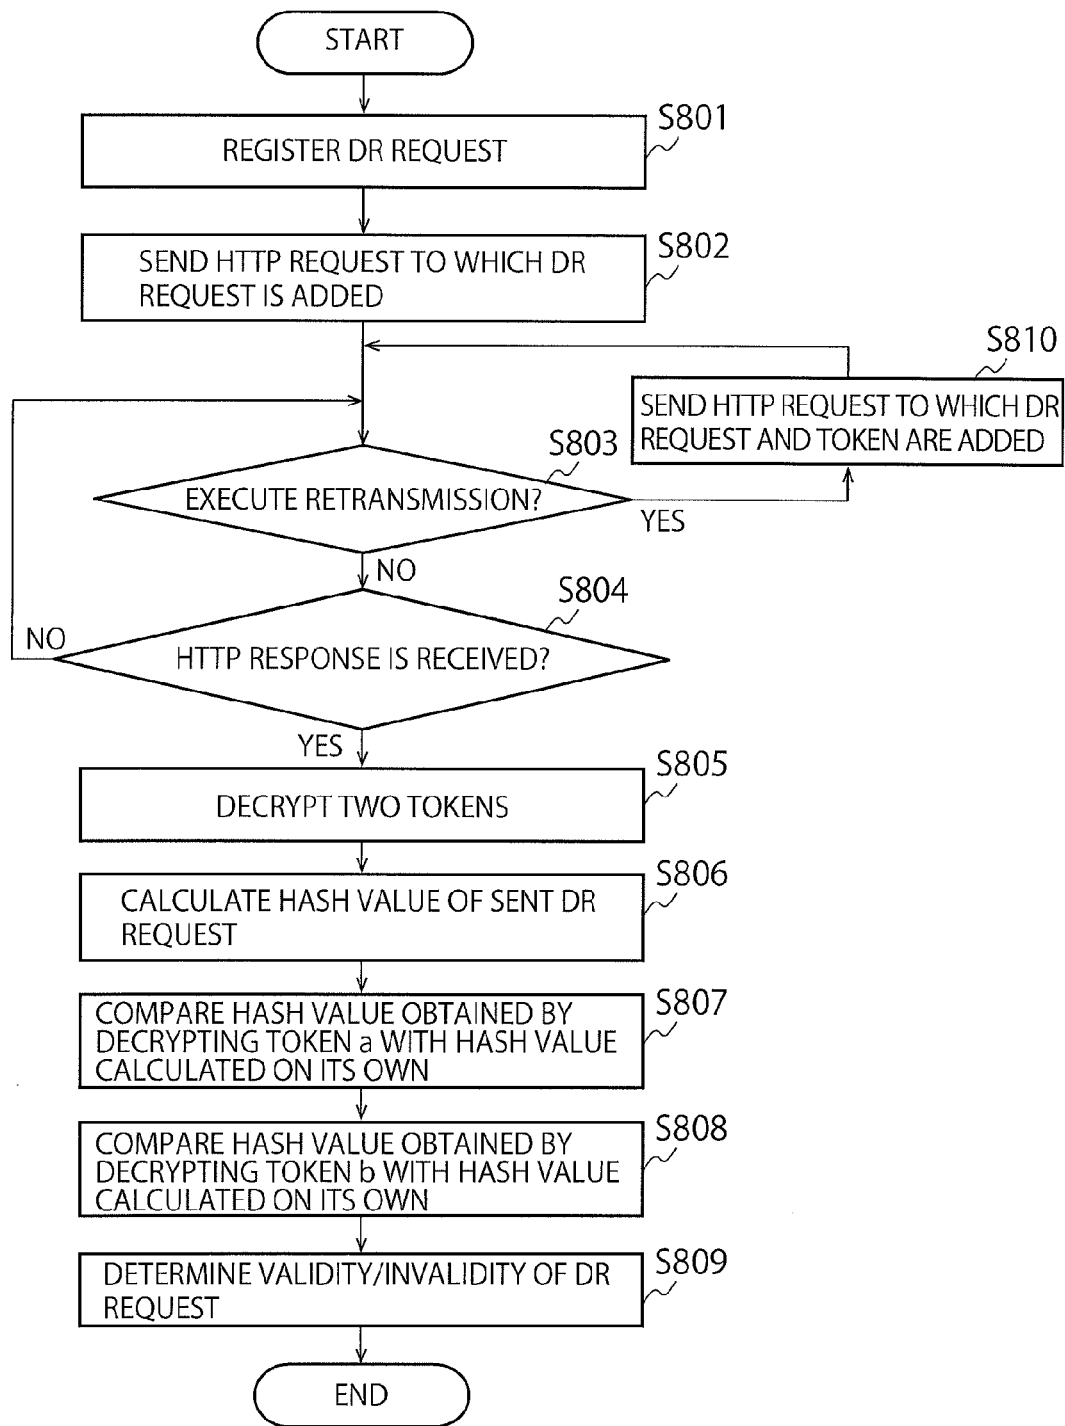 START
S801
REGISTER DR REQUEST
S802
SEND HTTP REQUEST TO WHICH DR
REQUEST IS ADDED
S810
SEND HTTP REQUEST TO WHICH DR
REQUEST AND TOKEN ARE ADDED
S803
EXECUTE RETRANSMISSION?
YES
NO
S804
NO
HTTP RESPONSE IS RECEIVED?
YES
S805
DECRYPT TWO TOKENS
S806
CALCULATE HASH VALUE OF SENT DR
REQUEST
S807
COMPARE HASH VALUE OBTAINED BY
DECRYPTING TOKEN a WITH HASH VALUE
CALCULATED ON ITS OWN
S808
COMPARE HASH VALUE OBTAINED BY
DECRYPTING TOKEN b WITH HASH VALUE
CALCULATED ON ITS OWN
S809
DETERMINE VALIDITY/INVALIDITY OF DR
REQUEST
END